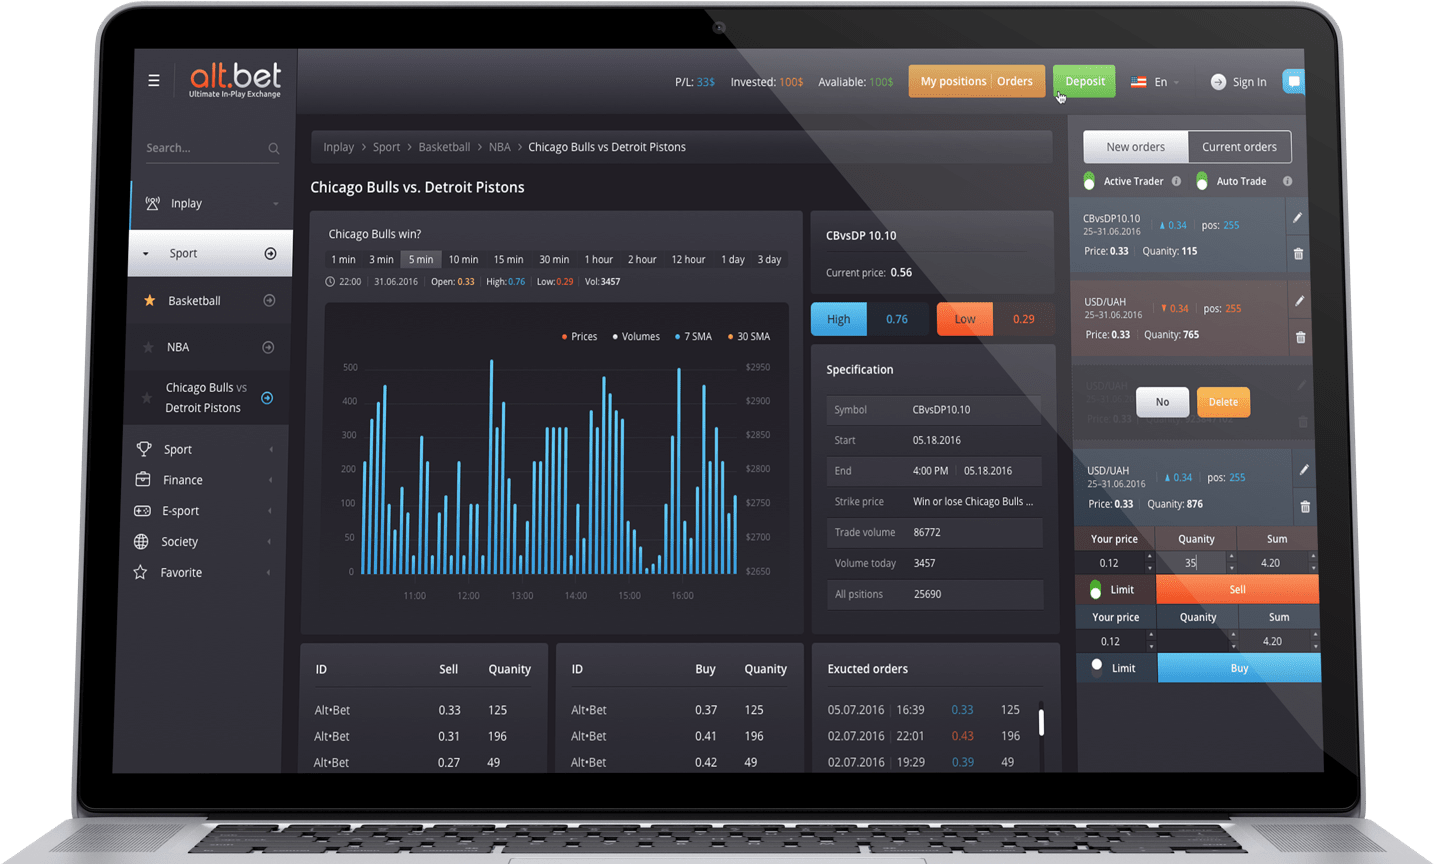 alt.bet
Ultimate In-Play Exchange
P/L: 33$ Invested: 100$ Avaliable: 100$ My positions Orders Deposit En Sign In
Search...
Inplay
Sport
Basketball
NBA
Chicago Bulls vs
Detroit Pistons
Sport
Finance
E-sport
Society
Favorite
Inplay > Sport > Basketball > NBA > Chicago Bulls vs Detroit Pistons
Chicago Bulls vs. Detroit Pistons
Chicago Bulls win?
1 min 3 min 5 min 10 min 15 min 30 min 1 hour 2 hour 12 hour 1 day 3 day
22:00 31.06.2016 Open: 0.33 High: 0.76 Low: 0.29 Vol: 3457
Prices Volumes 7 SMA 30 SMA
500 $2950
400 $2900
300 $2850
200 $2800
100 $2750
50 $2700
0 $2650
11:00 12:00 13:00 14:00 15:00 16:00
CBvsDP 10.10
Current price: 0.56
High 0.76 Low 0.29
Specification
Symbol CBvsDP10.10
Start 05.18.2016
End 4:00 PM 05.18.2016
Strike price Win or lose Chicago Bulls ...
Trade volume 86772
Volume today 3457
All psitions 25690
ID Sell Quanity
Alt•Bet 0.33 125
Alt•Bet 0.31 196
Alt•Bet 0.27 49
ID Buy Quanity
Alt•Bet 0.37 125
Alt•Bet 0.41 196
Alt•Bet 0.42 49
Exucted orders
05.07.2016 16:39 0.33 125
02.07.2016 22:01 0.43 196
02.07.2016 19:29 0.39 49
New orders Current orders
Active Trader Auto Trade
CBvsDP10.10
25–31.06.2016 0.34 pos: 255
Price: 0.33 Quanity: 115
USD/UAH
25–31.06.2016 0.34 pos: 255
Price: 0.33 Quanity: 765
USD/UAH
No Delete
USD/UAH
25–31.06.2016 0.34 pos: 255
Price: 0.33 Quanity: 876
Your price Quanity Sum
0.12 35 4.20
Limit Sell
Your price Quanity Sum
0.12 4.20
Limit Buy